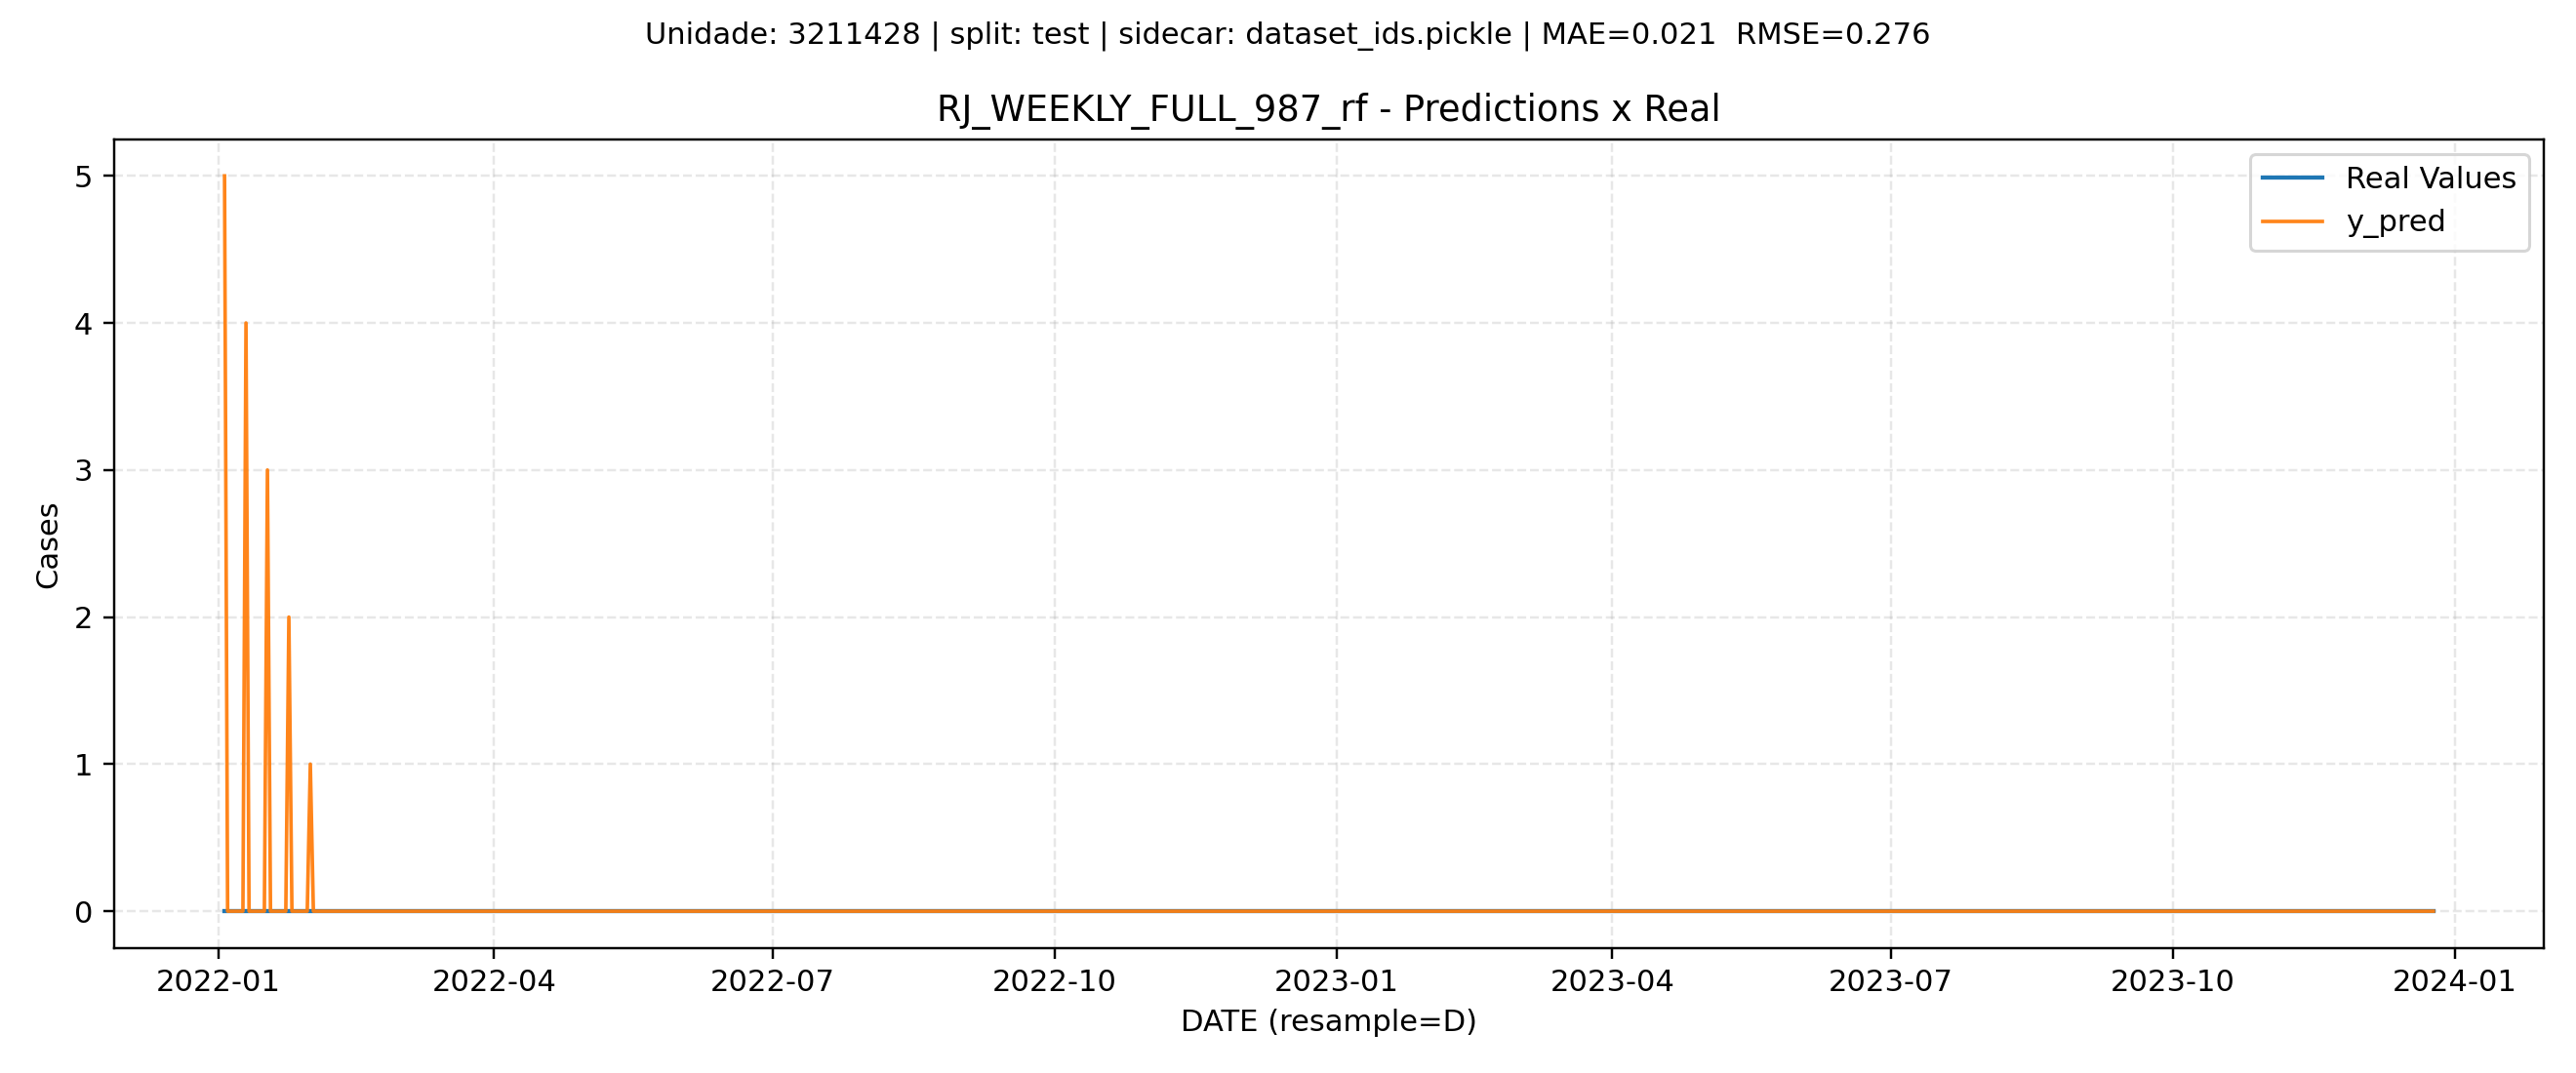 Unidade: 3211428 | split: test | sidecar: dataset_ids.pickle | MAE=0.021  RMSE=0.276
RJ_WEEKLY_FULL_987_rf - Predictions x Real
Real Values
y_pred
5
4
3
2
1
0
Cases
2022-01
2022-04
2022-07
2022-10
2023-01
2023-04
2023-07
2023-10
2024-01
DATE (resample=D)